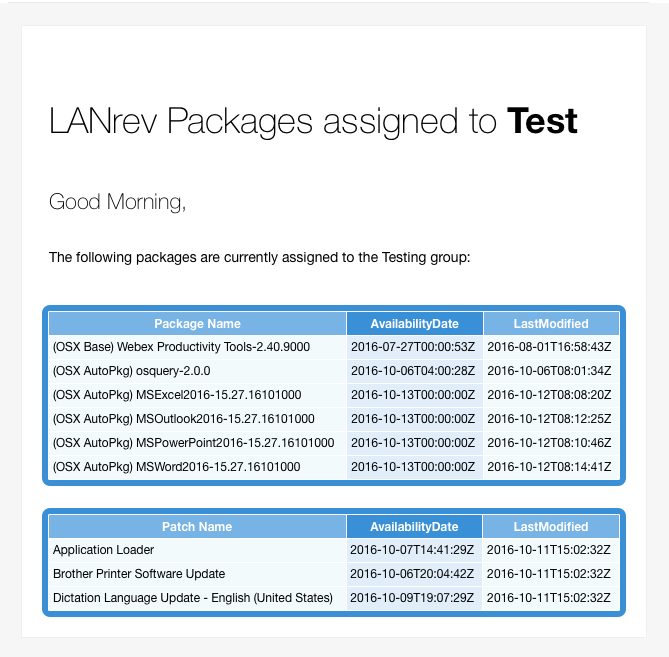 LANrev Packages assigned to Test
Good Morning,
The following packages are currently assigned to the Testing group:
Package Name AvailabilityDate LastModified
(OSX Base) Webex Productivity Tools-2.40.9000 2016-07-27T00:00:53Z 2016-08-01T16:58:43Z
(OSX AutoPkg) osquery-2.0.0 2016-10-06T04:00:28Z 2016-10-06T08:01:34Z
(OSX AutoPkg) MSExcel2016-15.27.16101000 2016-10-13T00:00:00Z 2016-10-12T08:08:20Z
(OSX AutoPkg) MSOutlook2016-15.27.16101000 2016-10-13T00:00:00Z 2016-10-12T08:12:25Z
(OSX AutoPkg) MSPowerPoint2016-15.27.16101000 2016-10-13T00:00:00Z 2016-10-12T08:10:46Z
(OSX AutoPkg) MSWord2016-15.27.16101000 2016-10-13T00:00:00Z 2016-10-12T08:14:41Z
Patch Name AvailabilityDate LastModified
Application Loader 2016-10-07T14:41:29Z 2016-10-11T15:02:32Z
Brother Printer Software Update 2016-10-06T20:04:42Z 2016-10-11T15:02:32Z
Dictation Language Update - English (United States) 2016-10-09T19:07:29Z 2016-10-11T15:02:32Z